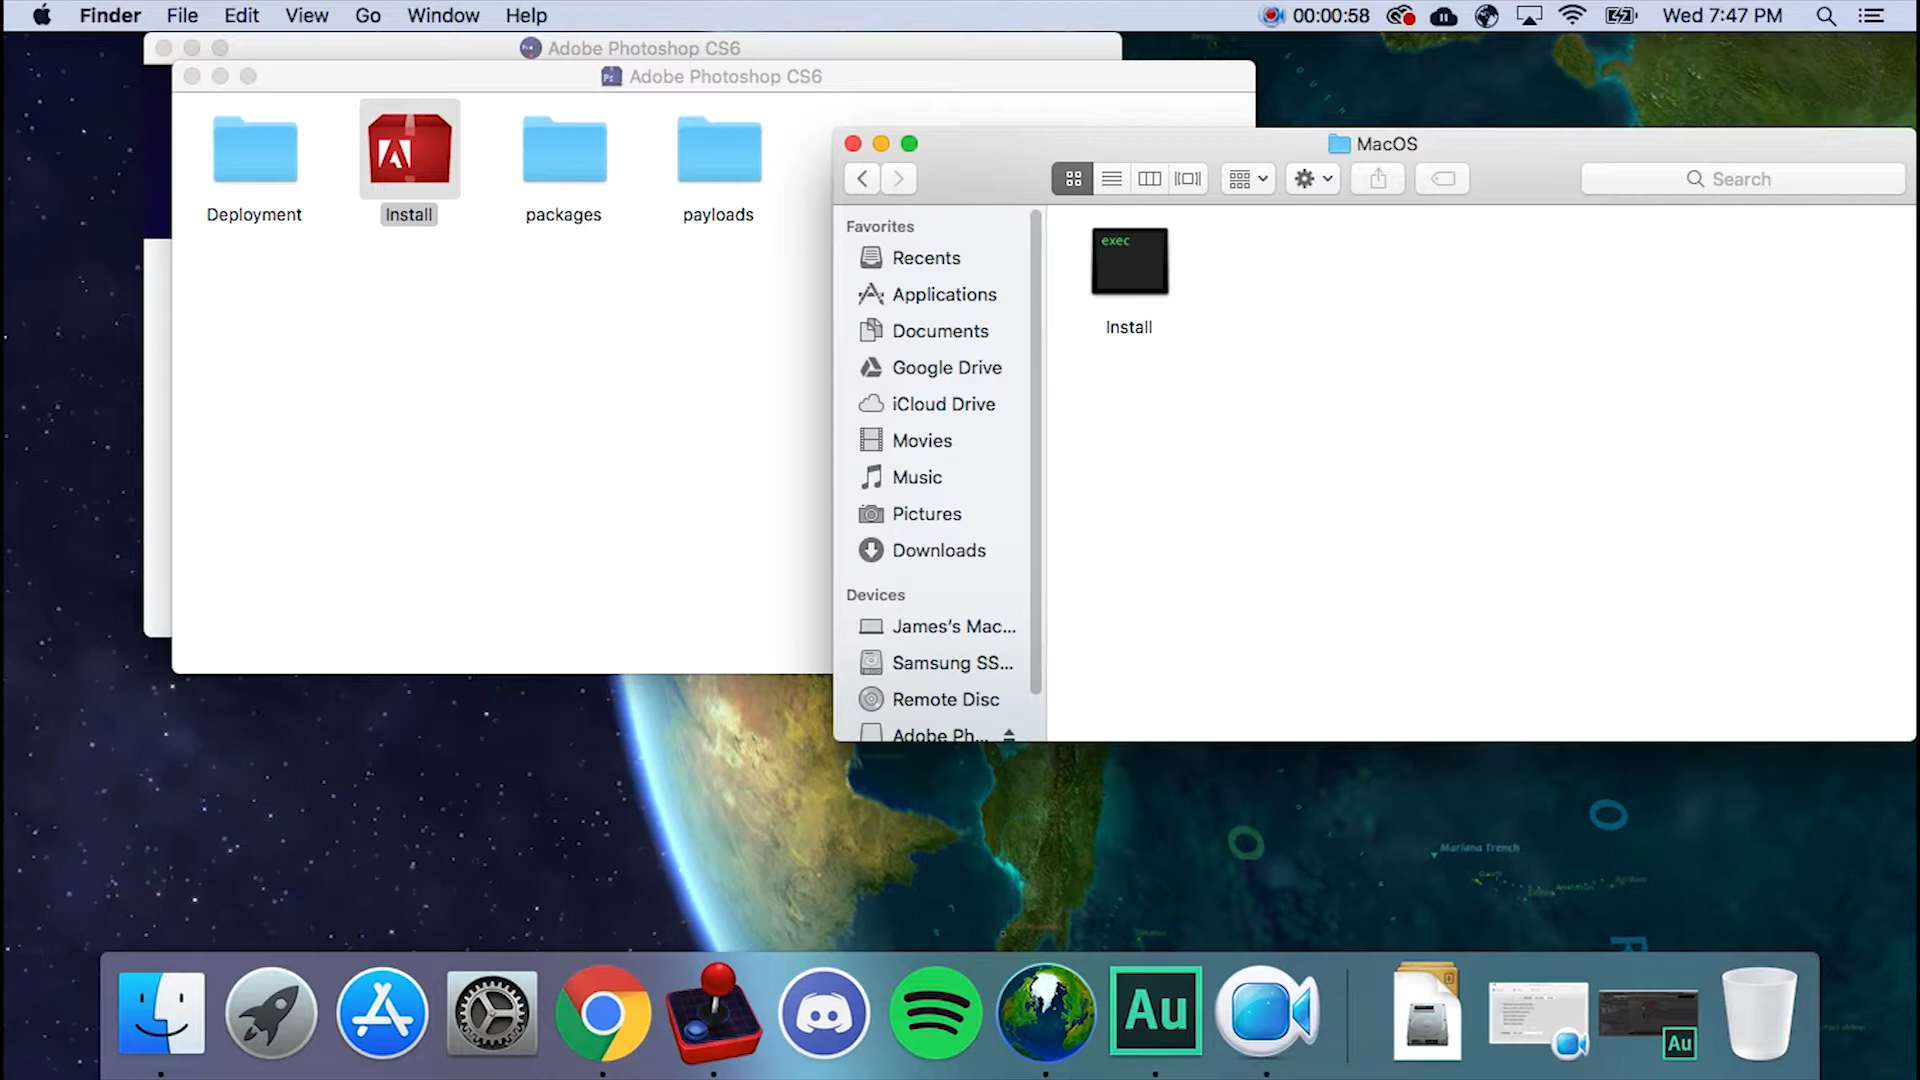 Finder File Edit View Go Window Help 00:00:58 Wed 7:47 PM
Adobe Photoshop CS6
Ps Adobe Photoshop CS6
Deployment Install packages payloads
MacOS
Search
Favorites
Recents
Applications
Documents
Google Drive
iCloud Drive
Movies
Music
Pictures
Downloads
Devices
James's Mac...
Samsung SS...
Remote Disc
Adobe Ph...
exec
Install
Mariana Trench
Au
Au